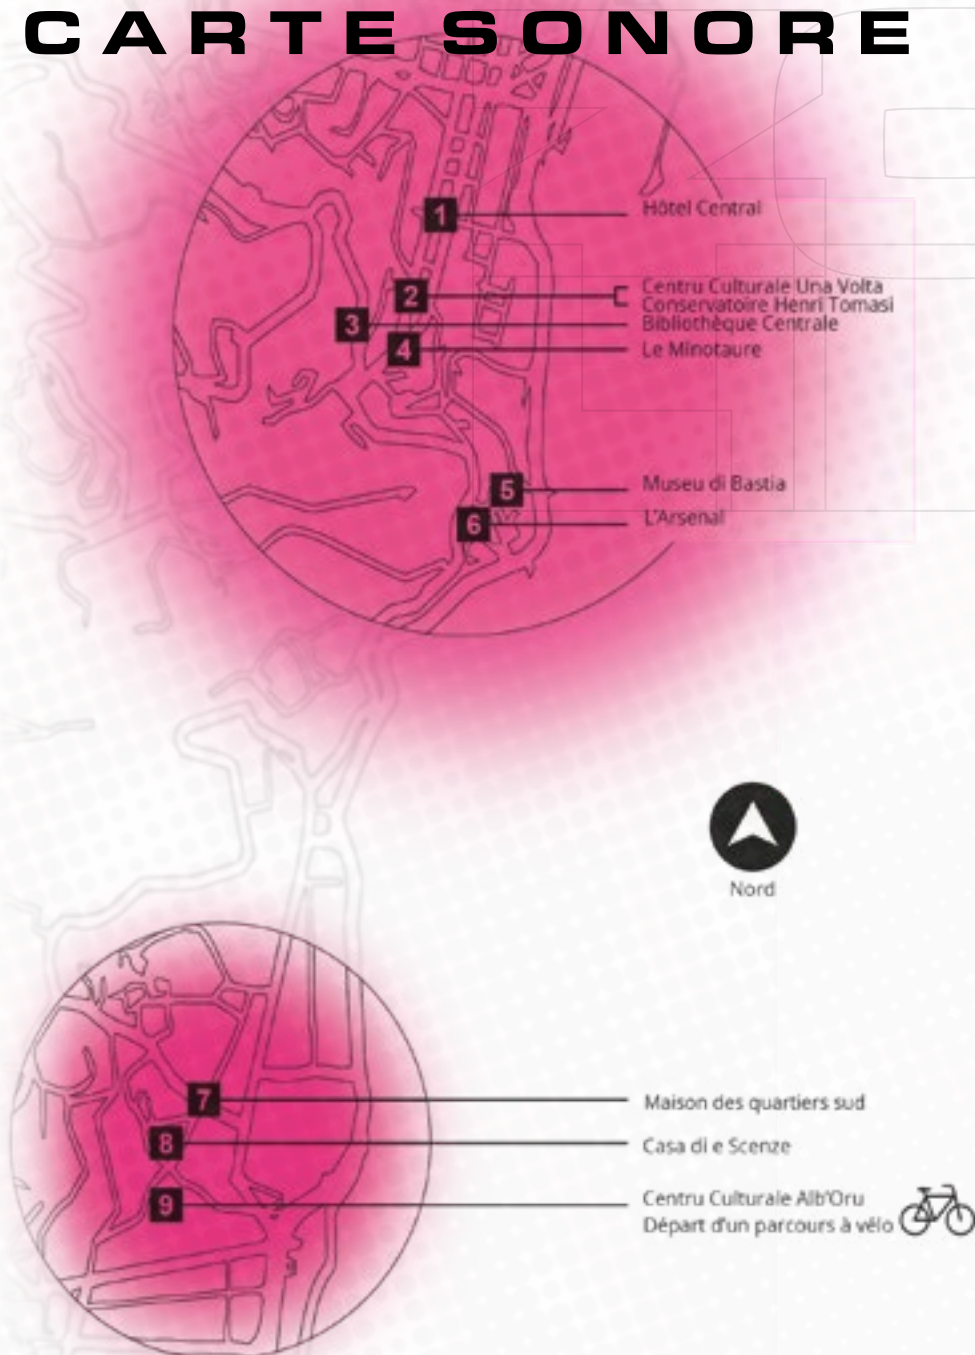 CARTE SONORE
1
Hôtel Central
2
Centru Culturale Una Volta
Conservatoire Henri Tomasi
3
Bibliothèque Centrale
4
Le Minotaure
5
Museu di Bastia
6
L'Arsenal
Nord
7
Maison des quartiers sud
8
Casa di e Scenze
9
Centru Culturale Alb'Oru
Départ d'un parcours à vélo